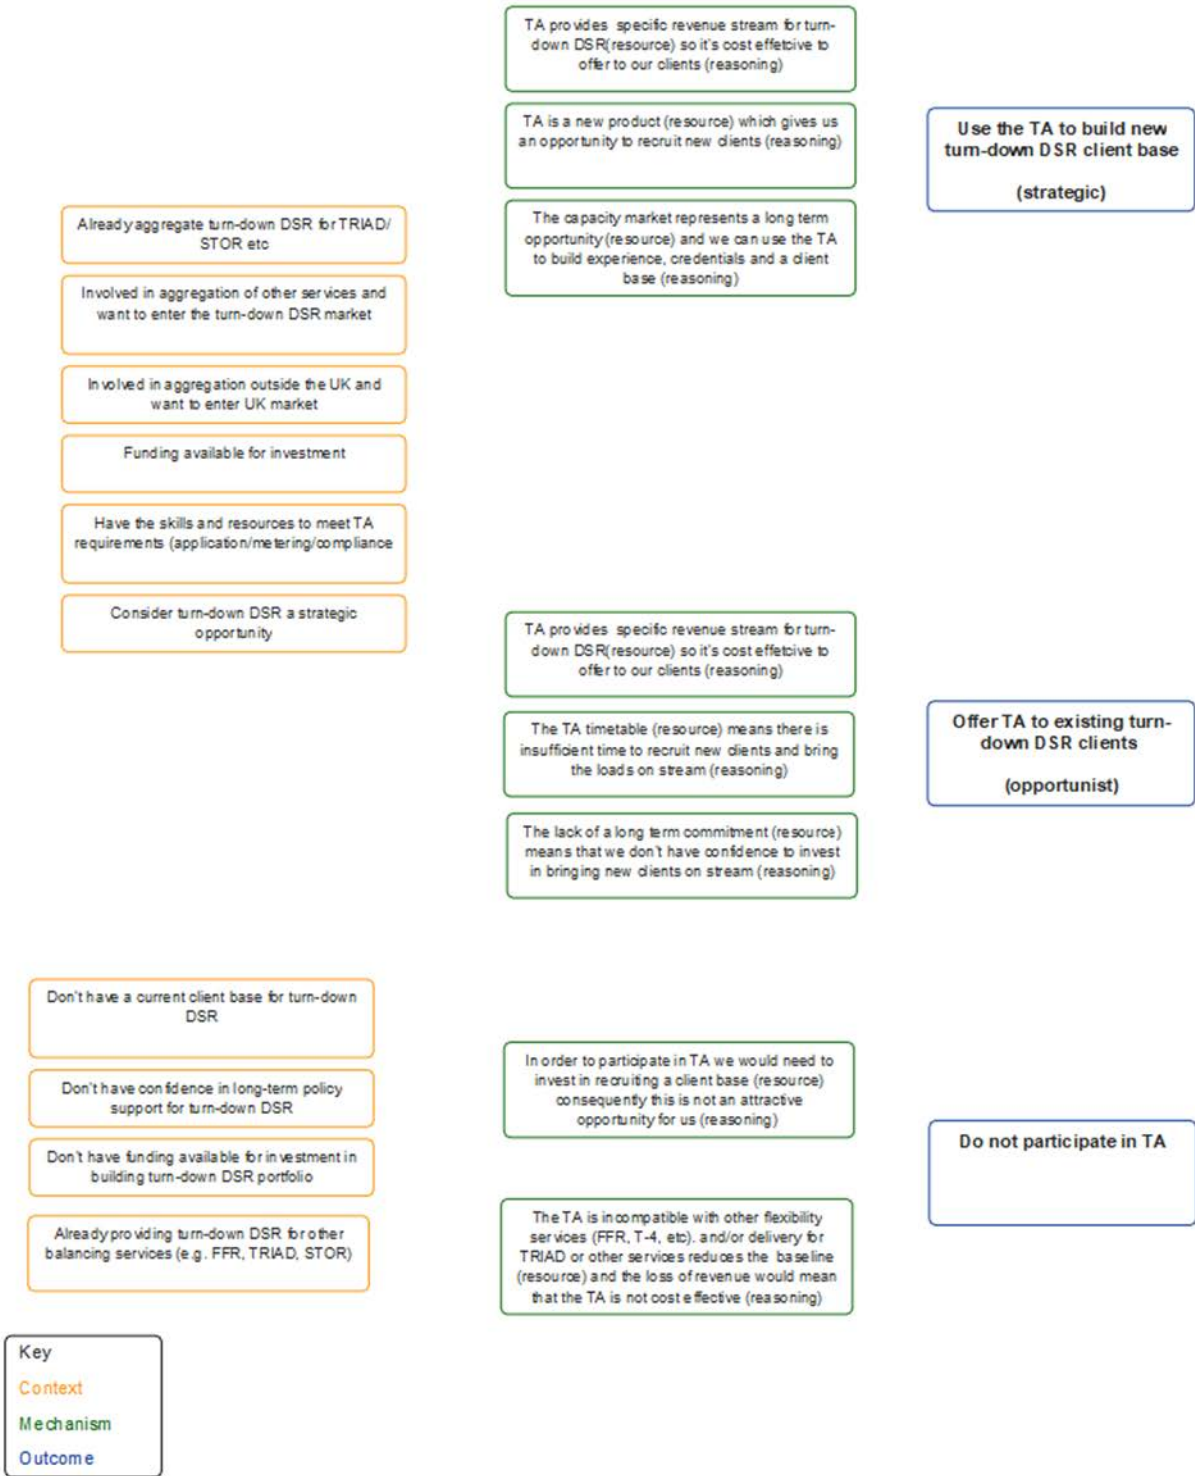 TA provides specific revenue stream for turn-
down DSR(resource) so it's cost effetcive to
offer to our clients (reasoning)
TA is a new product (resource) which gives us
an opportunity to recruit new clients (reasoning)
The capacity market represents a long term
opportunity (resource) and we can use the TA
to build experience, credentials and a client
base (reasoning)
Use the TA to build new
turn-down DSR client base
(strategic)
Already aggregate turn-down DSR for TRIAD/
STOR etc
Involved in aggregation of other services and
want to enter the turn-down DSR market
Involved in aggregation outside the UK and
want to enter UK market
Funding available for investment
Have the skills and resources to meet TA
requirements (application/metering/compliance
Consider turn-down DSR a strategic
opportunity
TA provides specific revenue stream for turn-
down DSR(resource) so it's cost effetcive to
offer to our clients (reasoning)
The TA timetable (resource) means there is
insufficient time to recruit new clients and bring
the loads on stream (reasoning)
The lack of a long term commitment (resource)
means that we don't have confidence to invest
in bringing new clients on stream (reasoning)
Offer TA to existing turn-
down DSR clients
(opportunist)
Don't have a current client base for turn-down
DSR
Don't have confidence in long-term policy
support for turn-down DSR
Don't have funding available for investment in
building turn-down DSR portfolio
Already providing turn-down DSR for other
balancing services (e.g. FFR, TRIAD, STOR)
In order to participate in TA we would need to
invest in recruiting a client base (resource)
consequently this is not an attractive
opportunity for us (reasoning)
The TA is incompatible with other flexibility
services (FFR, T-4, etc). and/or delivery for
TRIAD or other services reduces the baseline
(resource) and the loss of revenue would mean
that the TA is not cost effective (reasoning)
Do not participate in TA
Key
Context
Mechanism
Outcome